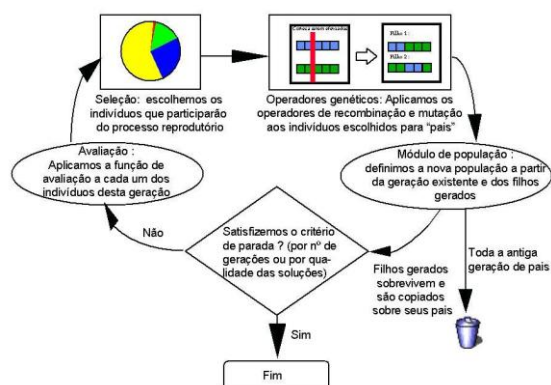 Seleção: escolhemos os
indivíduos que participarão
do processo reprodutório
Filho 1 :
Filho 2 :
Operadores genéticos: Aplicamos os
operadores de recombinação e mutação
aos indivíduos escolhidos para “pais”
Avaliação :
Aplicamos a função de
avaliação a cada um dos
indivíduos desta geração
Módulo de população :
definimos a nova população a partir
da geração existente e dos filhos
gerados
Não
Satisfizemos o critério
de parada ? (por nº de
gerações ou por qua-
lidade das soluções)
Filhos gerados
sobrevivem e
são copiados
sobre seus pais
Toda a antiga
geração de pais
Sim
Fim